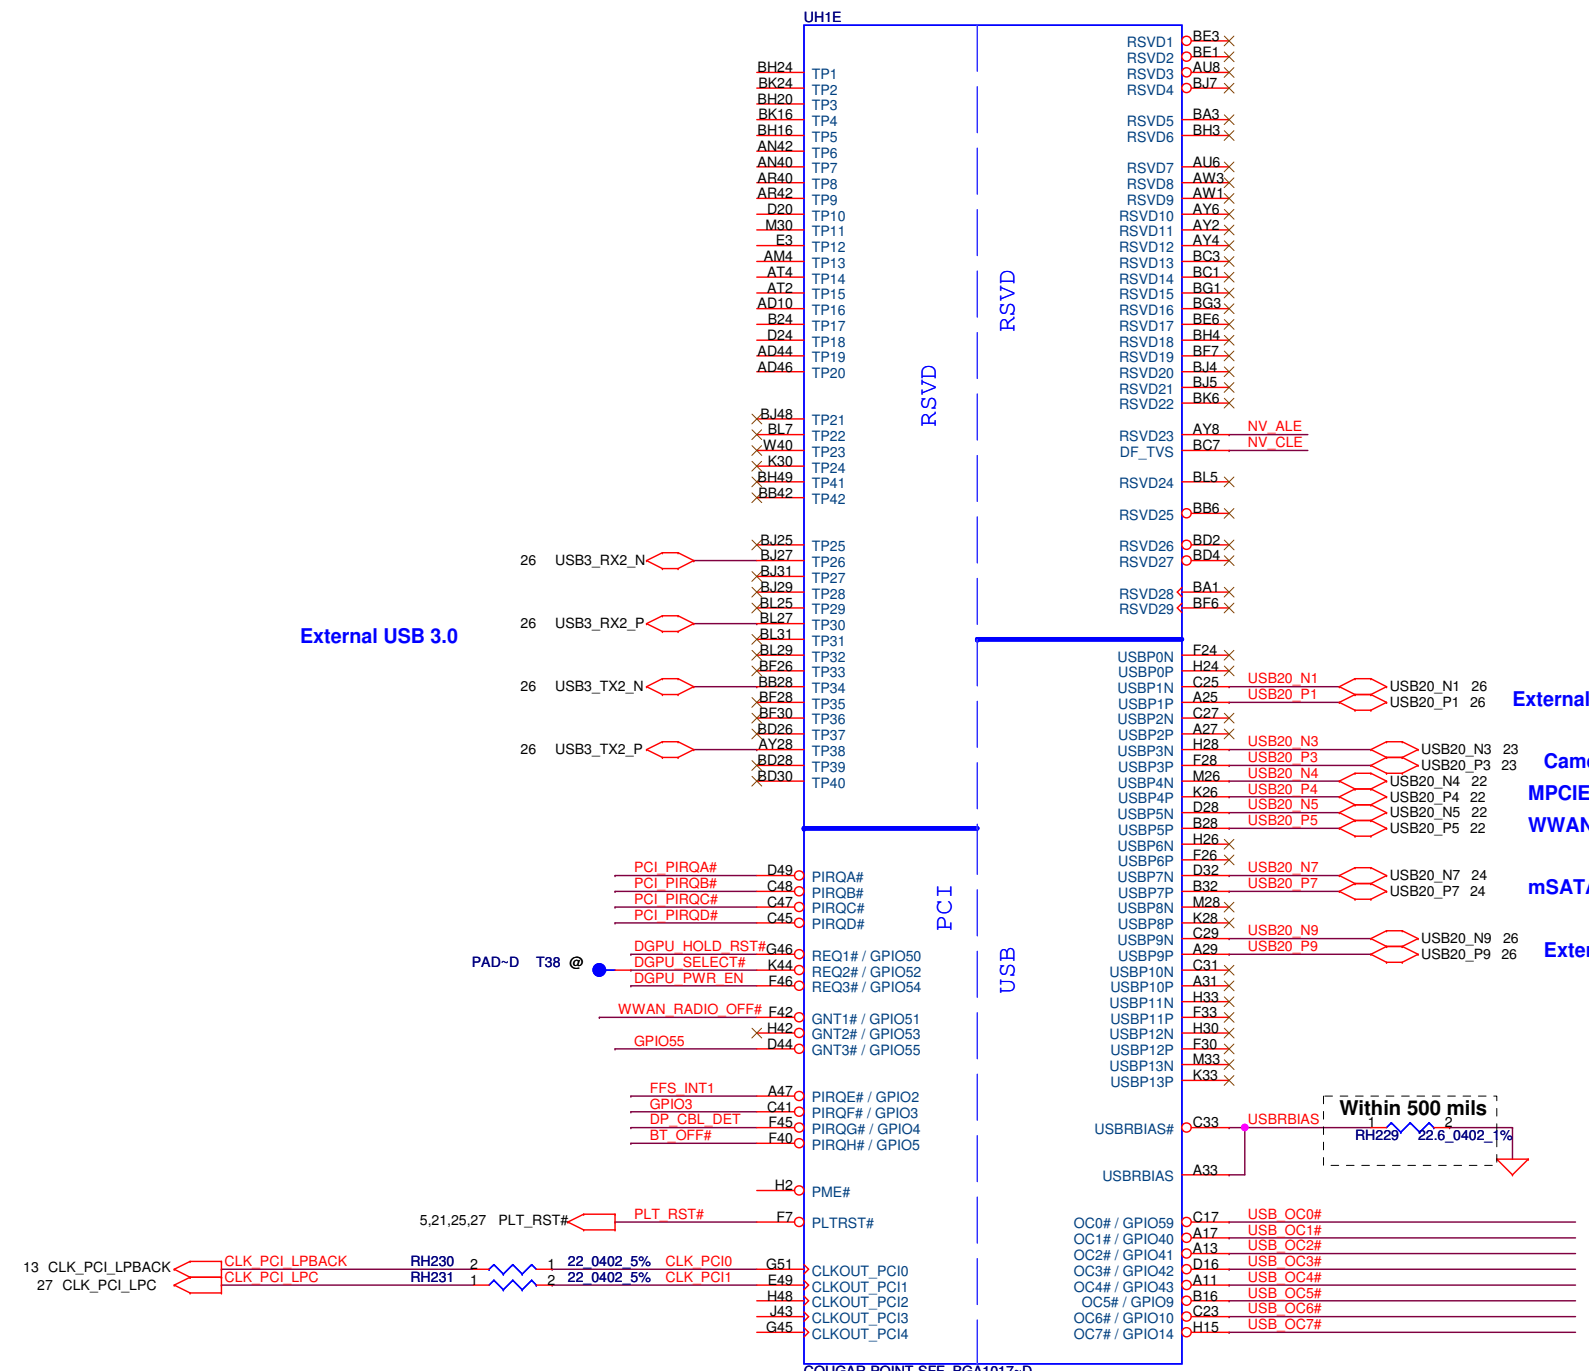 UH1E
BH24 TP1
BK24 TP2
BH20 TP3
BK16 TP4
BH16 TP5
AN42 TP6
AN40 TP7
AR40 TP8
AR42 TP9
D20 TP10
M30 TP11
E3 TP12
AM4 TP13
AT4 TP14
AT2 TP15
AD10 TP16
B24 TP17
D24 TP18
AD44 TP19
AD46 TP20
BJ48 TP21
BL7 TP22
W40 TP23
K30 TP24
BH49 TP41
BB42 TP42
BJ25 TP25
26 USB3_RX2_N BJ27 TP26
BJ31 TP27
BJ29 TP28
BL25 TP29
26 USB3_RX2_P BL27 TP30
External USB 3.0
BL31 TP31
BL29 TP32
BF26 TP33
26 USB3_TX2_N BB28 TP34
BF28 TP35
BF30 TP36
BD26 TP37
26 USB3_TX2_P AY28 TP38
BD28 TP39
BD30 TP40
RSVD
RSVD
RSVD1 BE3
RSVD2 BE1
RSVD3 AU8
RSVD4 BJ7
RSVD5 BA3
RSVD6 BH3
RSVD7 AU6
RSVD8 AW3
RSVD9 AW1
RSVD10 AY6
RSVD11 AY2
RSVD12 AY4
RSVD13 BC3
RSVD14 BC1
RSVD15 BG1
RSVD16 BG3
RSVD17 BE6
RSVD18 BH4
RSVD19 BF7
RSVD20 BJ4
RSVD21 BJ5
RSVD22 BK6
RSVD23 AY8 NV_ALE
DF_TVS BC7 NV_CLE
RSVD24 BL5
RSVD25 BB6
RSVD26 BD2
RSVD27 BD4
RSVD28 BA1
RSVD29 BF6
PCI_PIRQA# D49 PIRQA#
PCI_PIRQB# C48 PIRQB#
PCI_PIRQC# C47 PIRQC#
PCI_PIRQD# C45 PIRQD#
DGPU_HOLD_RST# G46 REQ1# / GPIO50
PAD~D T38 @ DGPU_SELECT# K44 REQ2# / GPIO52
DGPU_PWR_EN F46 REQ3# / GPIO54
WWAN_RADIO_OFF# F42 GNT1# / GPIO51
H42 GNT2# / GPIO53
GPIO55 D44 GNT3# / GPIO55
FFS_INT1 A47 PIRQE# / GPIO2
GPIO3 C41 PIRQF# / GPIO3
DP_CBL_DET F45 PIRQG# / GPIO4
BT_OFF# F40 PIRQH# / GPIO5
H2 PME#
5,21,25,27 PLT_RST# PLT_RST# F7 PLTRST#
13 CLK_PCI_LPBACK CLK_PCI_LPBACK RH230 2 1 22_0402_5% CLK_PCI0 G51 CLKOUT_PCI0
27 CLK_PCI_LPC CLK_PCI_LPC RH231 1 2 22_0402_5% CLK_PCI1 E49 CLKOUT_PCI1
H48 CLKOUT_PCI2
J43 CLKOUT_PCI3
G45 CLKOUT_PCI4
PCI
USB
USBP0N F24
USBP0P H24
USBP1N C25 USB20_N1 USB20_N1 26
USBP1P A25 USB20_P1 USB20_P1 26 External
USBP2N C27
USBP2P A27
USBP3N H28 USB20_N3 USB20_N3 23
USBP3P F28 USB20_P3 USB20_P3 23 Came
USBP4N M26 USB20_N4 USB20_N4 22
USBP4P K26 USB20_P4 USB20_P4 22 MPCIE
USBP5N D28 USB20_N5 USB20_N5 22
USBP5P B28 USB20_P5 USB20_P5 22 WWAN
USBP6N H26
USBP6P F26
USBP7N D32 USB20_N7 USB20_N7 24
USBP7P B32 USB20_P7 USB20_P7 24 mSATA
USBP8N M28
USBP8P K28
USBP9N C29 USB20_N9 USB20_N9 26
USBP9P A29 USB20_P9 USB20_P9 26 Exter
USBP10N C31
USBP10P A31
USBP11N H33
USBP11P F33
USBP12N H30
USBP12P F30
USBP13N M33
USBP13P K33
Within 500 mils
USBRBIAS# C33 USBRBIAS 1 2
RH229 22.6_0402_1%
USBRBIAS A33
OC0# / GPIO59 C17 USB_OC0#
OC1# / GPIO40 A17 USB_OC1#
OC2# / GPIO41 A13 USB_OC2#
OC3# / GPIO42 D16 USB_OC3#
OC4# / GPIO43 A11 USB_OC4#
OC5# / GPIO9 B16 USB_OC5#
OC6# / GPIO10 C23 USB_OC6#
OC7# / GPIO14 H15 USB_OC7#
COUGAR POINT SFF_BGA1017~D